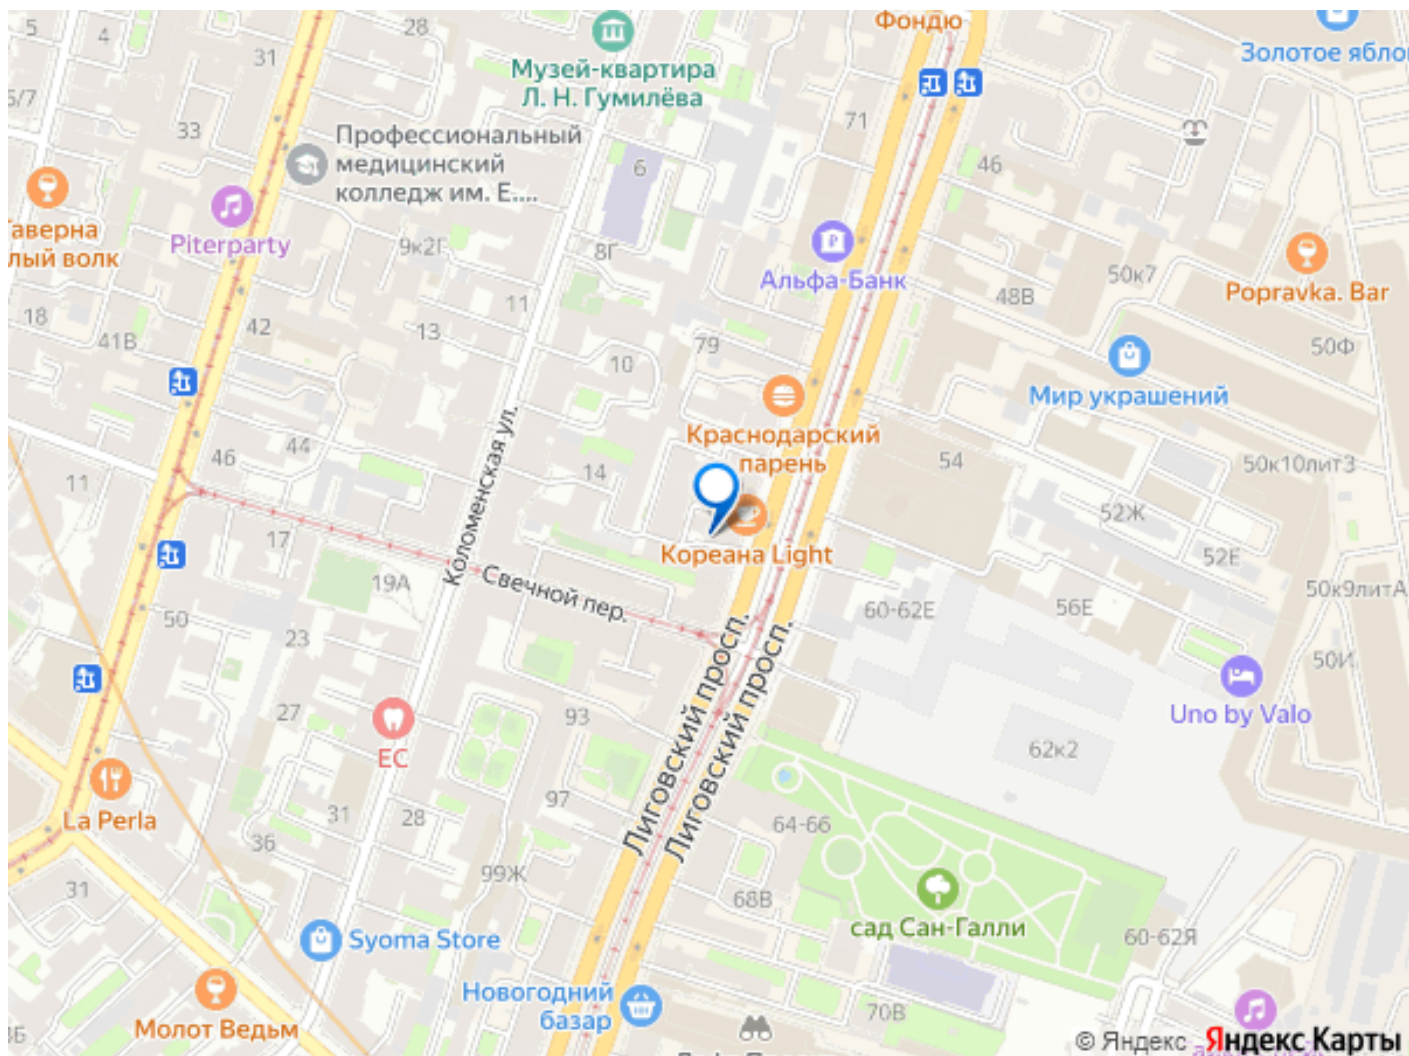 5
4
28
Фондю
Золотое ябло
31
Музей-квартира
Л. Н. Гумилёва
5/7
33
Профессиональный
медицинский
колледж им. Е....
71
6
46
аверна
лый волк
Piterparty
9к2Г
8Г
Альфа-Банк
50к7
Popravka. Bar
18
41В
42
11
13
48В
79
10
50Ф
Мир украшений
Краснодарский
парень
Коломенская ул.
44
46
11
14
54
50к10литЗ
52Ж
17
Кореана Light
52Е
19А
Свечной пер.
60-62Е
56Е
50к9литА
50
23
Лиговский просп.
Лиговский просп.
50И
27
93
ЕС
Uno by Valo
62к2
La Perla
31
28
97
64-66
36
31
99Ж
68В
сад Сан-Галли
60-62Я
Syoma Store
Новогодний
базар
Молот Ведьм
70В
© Яндекс Яндекс Карты